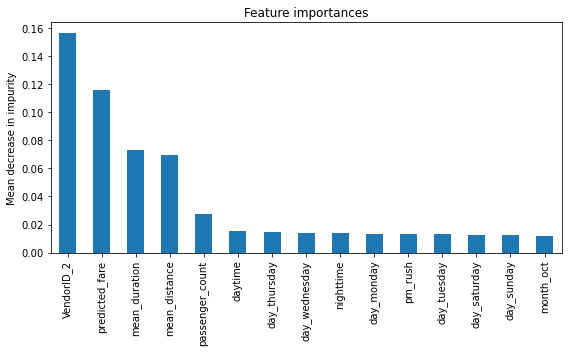 Feature importances
Mean decrease in impurity
0.16
0.14
0.12
0.10
0.08
0.06
0.04
0.02
0.00
VendorID_2
predicted_fare
mean_duration
mean_distance
passenger_count
daytime
day_thursday
day_wednesday
nighttime
day_monday
pm_rush
day_tuesday
day_saturday
day_sunday
month_oct